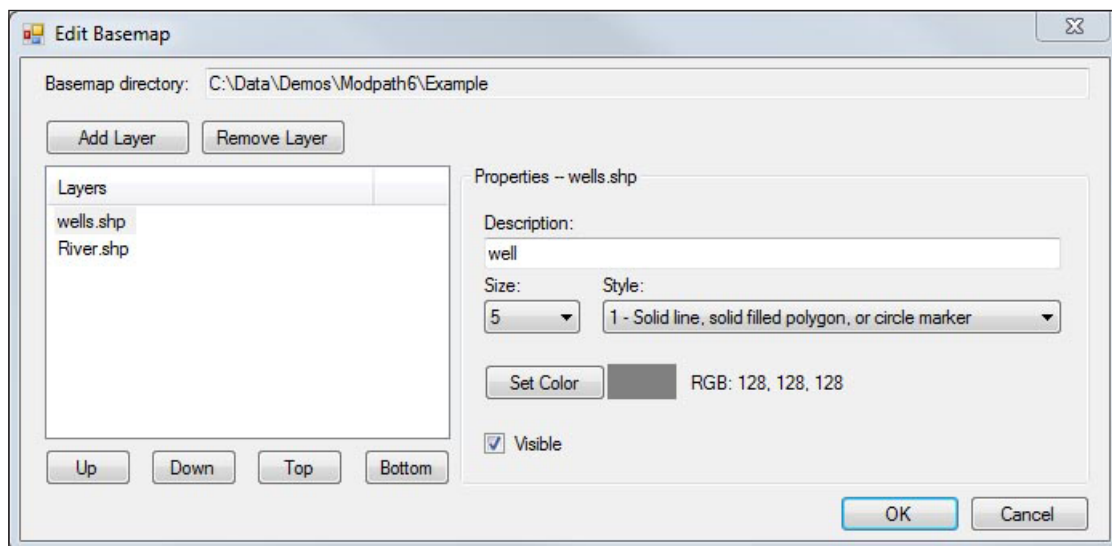 Edit Basemap
Basemap directory: C:\Data\Demos\Modpath6\Example
Add Layer Remove Layer
Layers
wells.shp
River.shp
Up Down Top Bottom
Properties -- wells.shp
Description:
well
Size: Style:
5 1 - Solid line, solid filled polygon, or circle marker
Set Color RGB: 128, 128, 128
Visible
OK Cancel